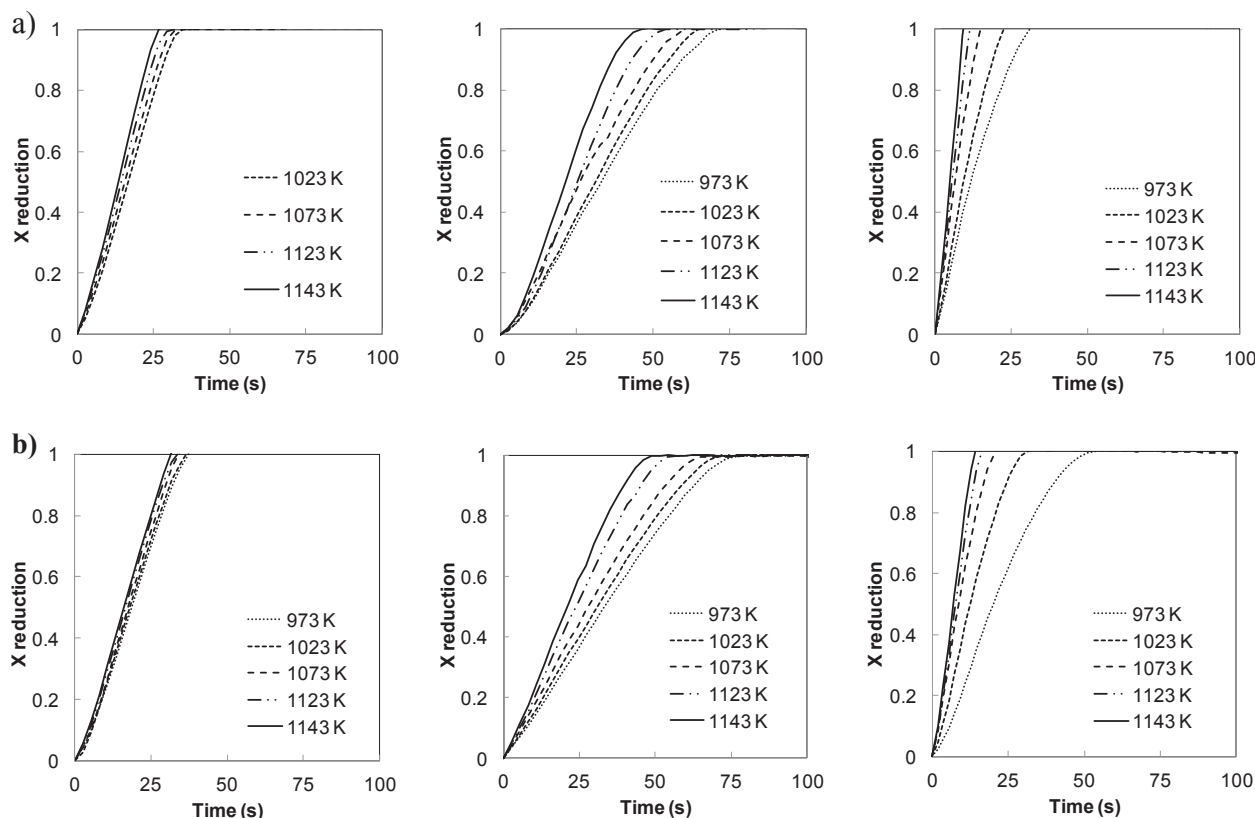 a)
X reduction
1
0.8
0.6
0.4
0.2
0
1023 K
1073 K
1123 K
1143 K
0 25 50 75 100
Time (s)
X reduction
1
0.8
0.6
0.4
0.2
0
973 K
1023 K
1073 K
1123 K
1143 K
0 25 50 75 100
Time (s)
X reduction
1
0.8
0.6
0.4
0.2
0
973 K
1023 K
1073 K
1123 K
1143 K
0 25 50 75 100
Time (s)
b)
X reduction
1
0.8
0.6
0.4
0.2
0
973 K
1023 K
1073 K
1123 K
1143 K
0 25 50 75 100
Time (s)
X reduction
1
0.8
0.6
0.4
0.2
0
973 K
1023 K
1073 K
1123 K
1143 K
0 25 50 75 100
Time (s)
X reduction
1
0.8
0.6
0.4
0.2
0
973 K
1023 K
1073 K
1123 K
1143 K
0 25 50 75 100
Time (s)